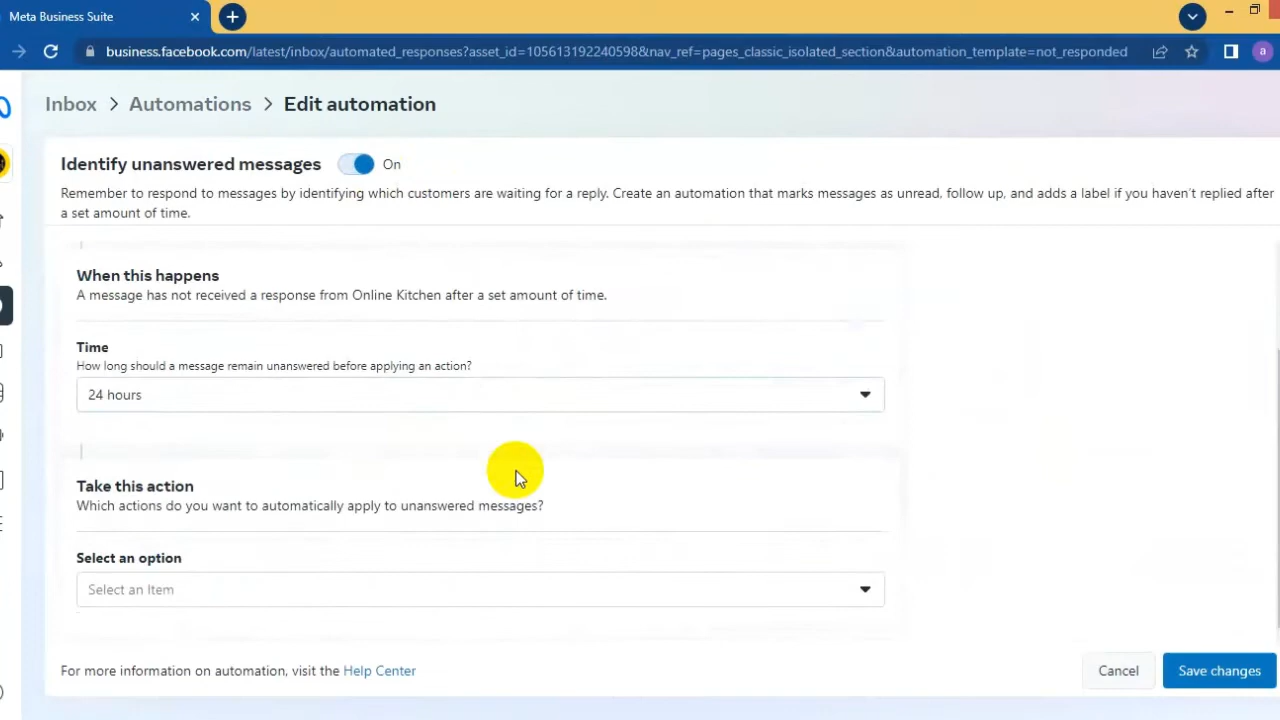 Meta Business Suite
business.facebook.com/latest/inbox/automated_responses?asset_id=105613192240598&nav_ref=pages_classic_isolated_section&automation_template=not_responded
a
Inbox > Automations > Edit automation
Identify unanswered messages On
Remember to respond to messages by identifying which customers are waiting for a reply. Create an automation that marks messages as unread, follow up, and adds a label if you haven't replied after
a set amount of time.
When this happens
A message has not received a response from Online Kitchen after a set amount of time.
Time
How long should a message remain unanswered before applying an action?
24 hours
Take this action
Which actions do you want to automatically apply to unanswered messages?
Select an option
Select an Item
For more information on automation, visit the Help Center
Cancel
Save changes